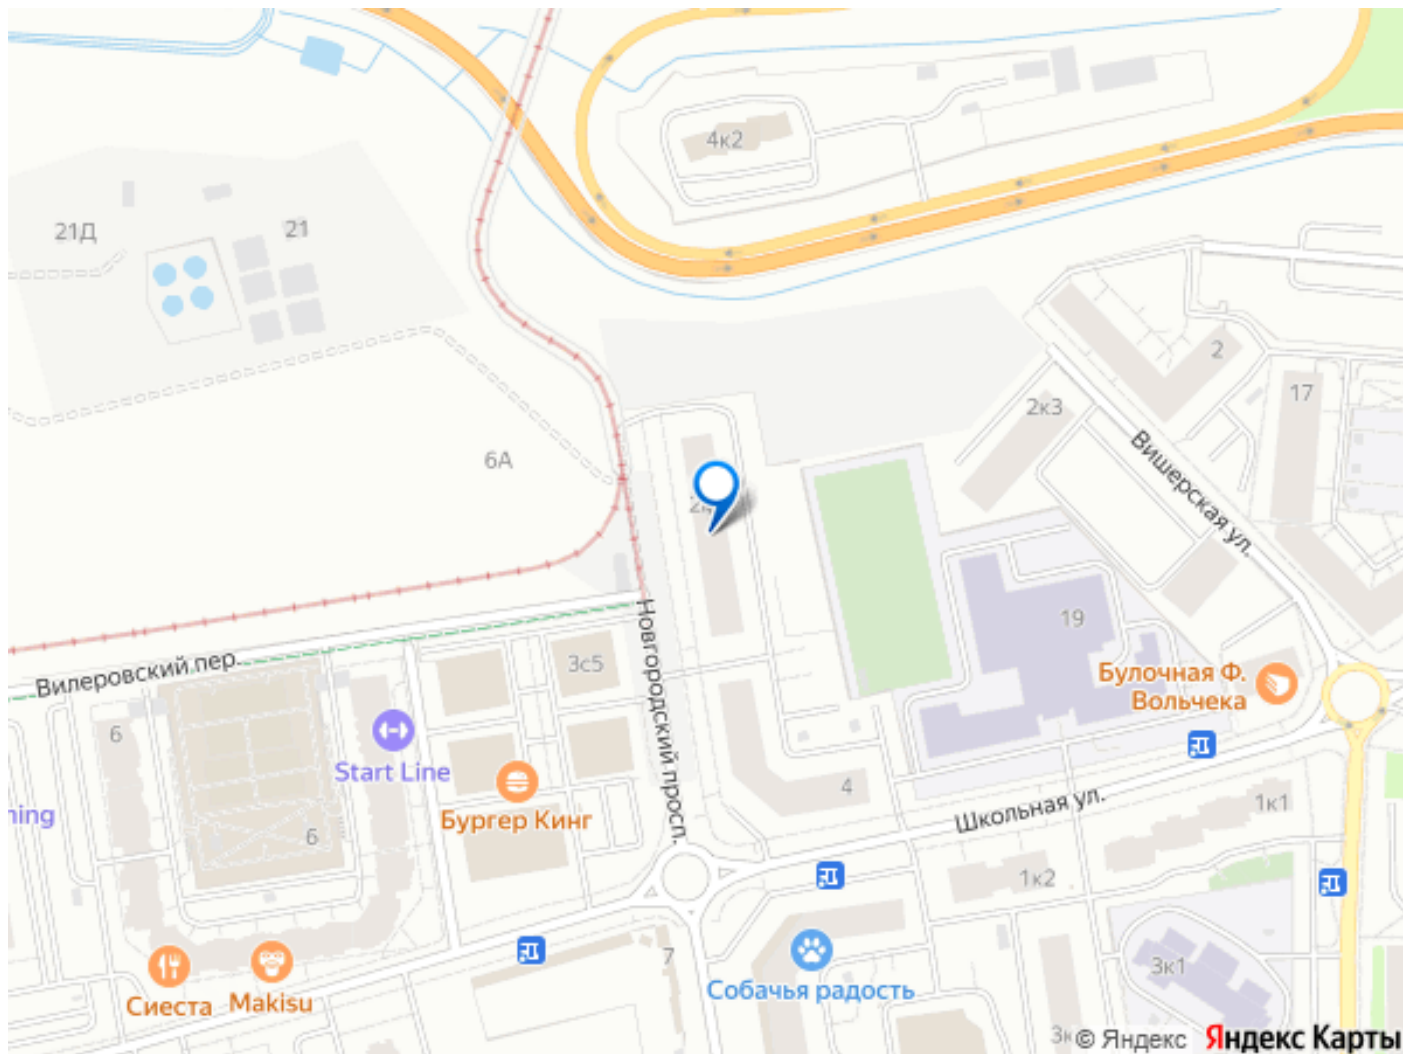 4к2
21Д
21
2
17
2к3
6А
Вишерская ул.
19
Новгородский просп.
3с5
Вилеровский пер.
Булочная Ф.
Вольчека
6
Start Line
4
ning
Бургер Кинг
Школьная ул.
1к1
6
1к2
7
3к1
Сиеста
Makisu
Собачья радость
© Яндекс
Яндекс Карты